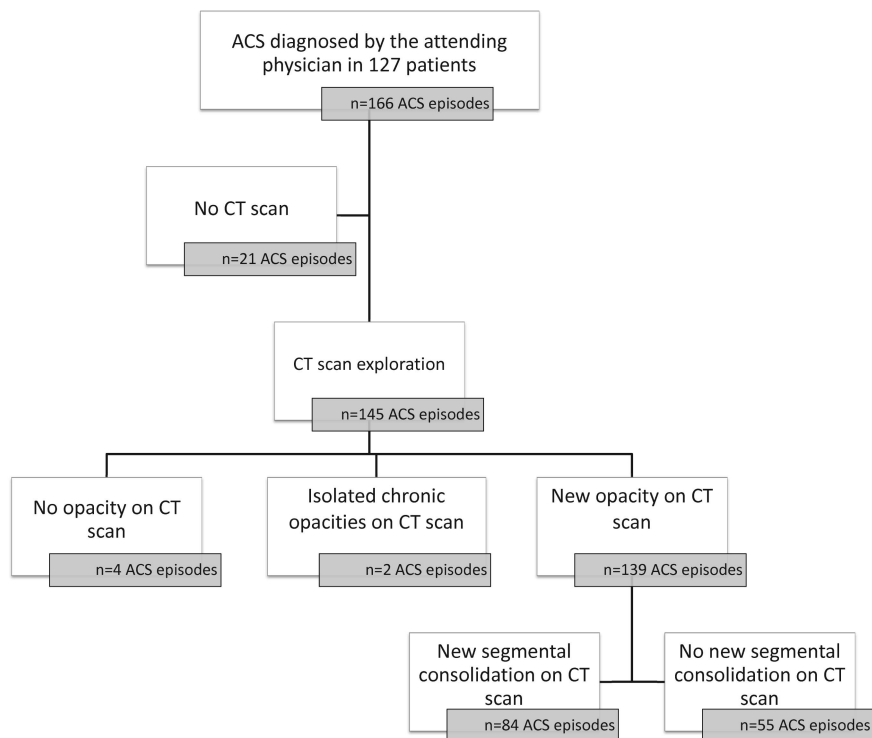 ACS diagnosed by the attending
physician in 127 patients
n=166 ACS episodes
No CT scan
n=21 ACS episodes
CT scan exploration
n=145 ACS episodes
No opacity on CT
scan
n=4 ACS episodes
Isolated chronic
opacities on CT scan
n=2 ACS episodes
New opacity on CT
scan
n=139 ACS episodes
New segmental
consolidation on CT
scan
n=84 ACS episodes
No new segmental
consolidation on CT
scan
n=55 ACS episodes